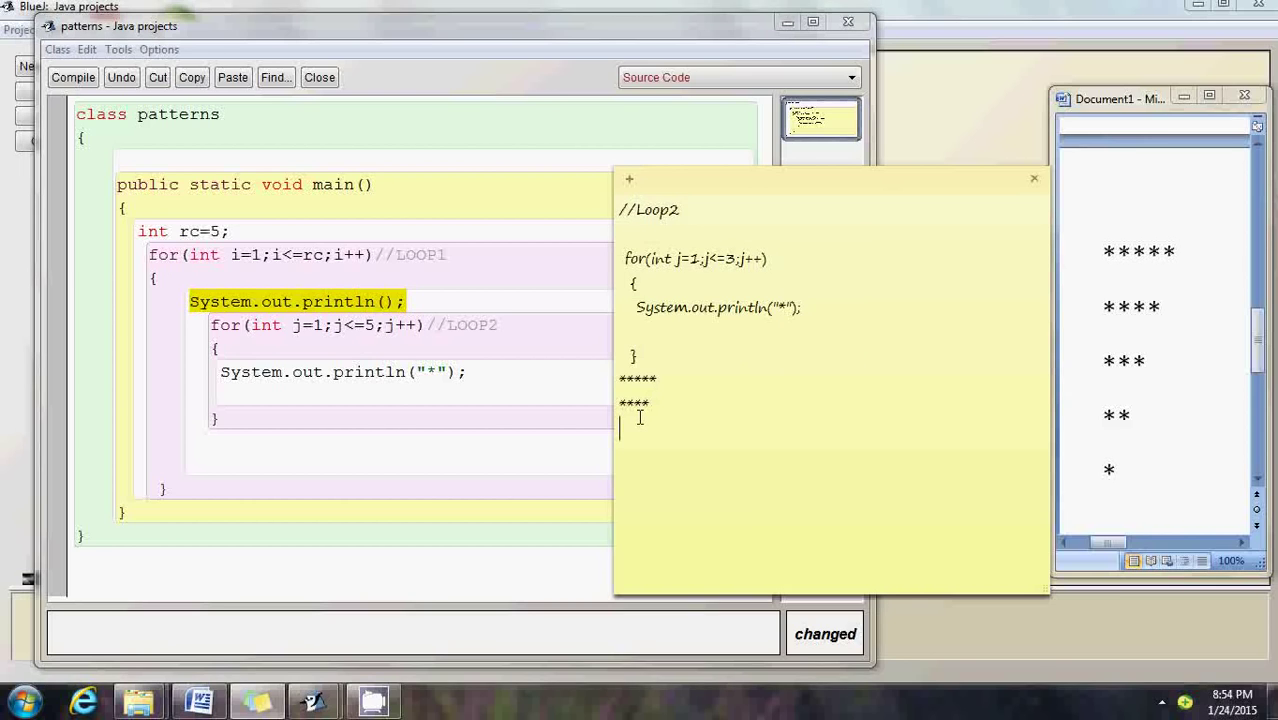 BlueJ: Java projects
Proje
Ne
patterns - Java projects
Class Edit Tools Options
Compile Undo Cut Copy Paste Find... Close
Source Code
class patterns
{
public static void main()
{
int rc=5;
for(int i=1;i<=rc;i++)//LOOP1
{
System.out.println();
for(int j=1;j<=5;j++)//LOOP2
{
System.out.println("*");
}
}
}
}
changed
+
×
//Loop2
for(int j=1;j<=3;j++)
{
System.out.println("*");
}
*****
****
Document1 - Mi...
*****
****
***
**
*
100%
8:54 PM
1/24/2015